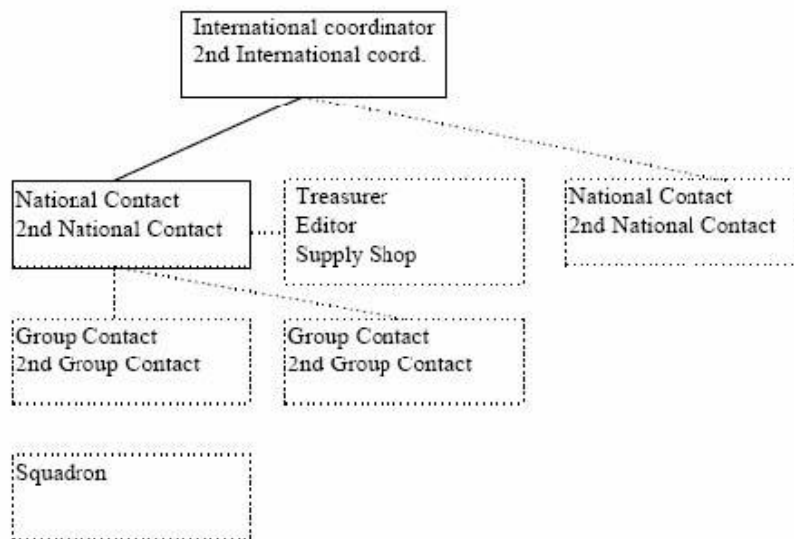 International coordinator
2nd International coord.
National Contact
2nd National Contact
Treasurer
Editor
Supply Shop
National Contact
2nd National Contact
Group Contact
2nd Group Contact
Group Contact
2nd Group Contact
Squadron